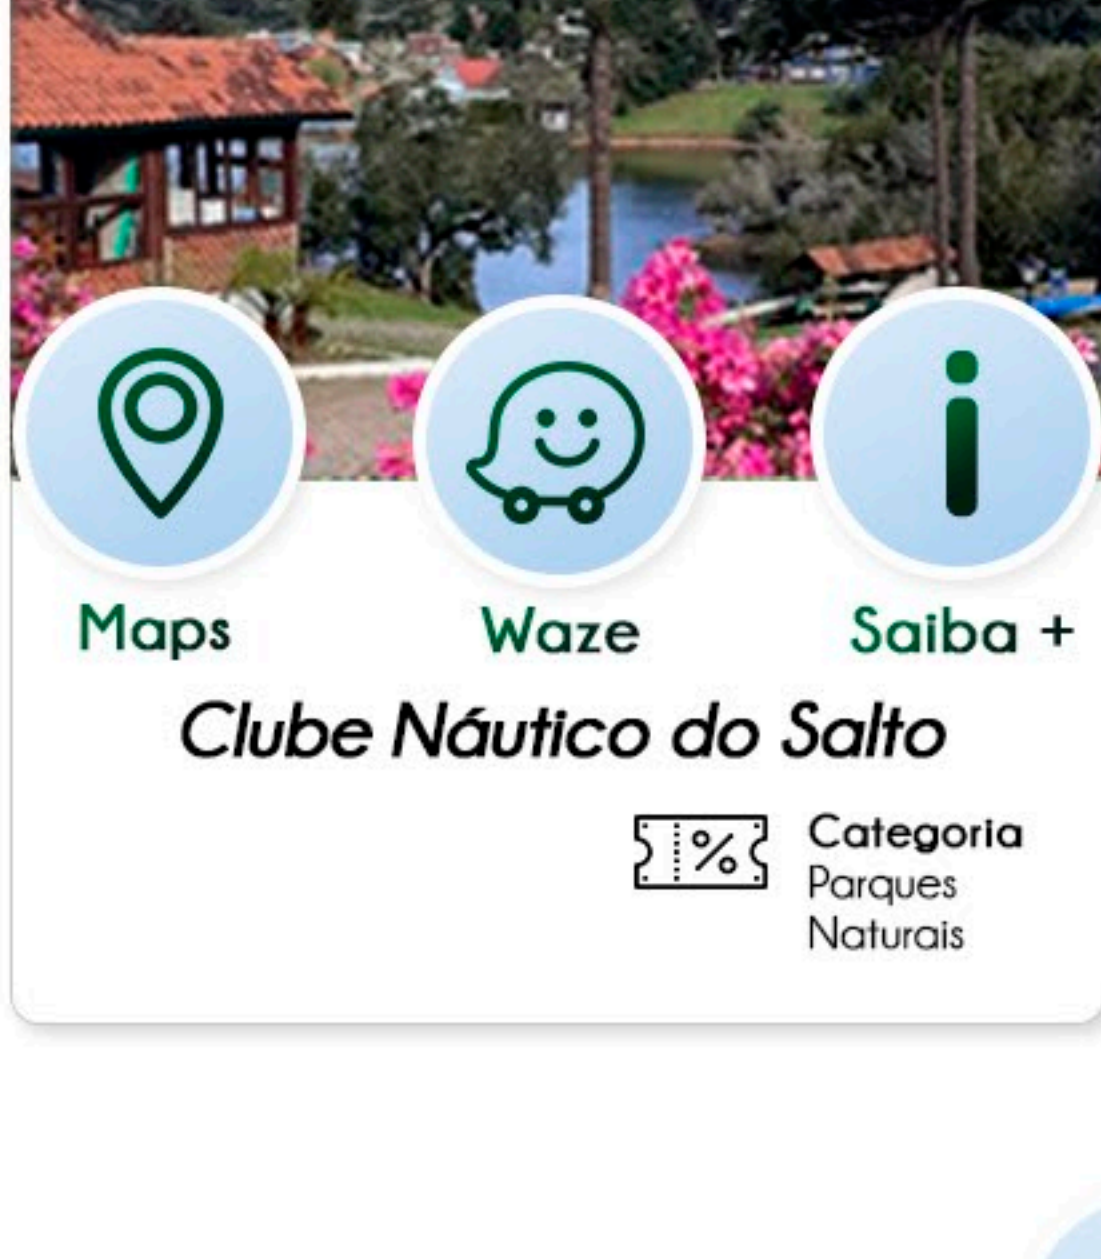 Maps
Waze
Saiba +
Clube Náutico do Salto
Categoria
Parques
Naturais